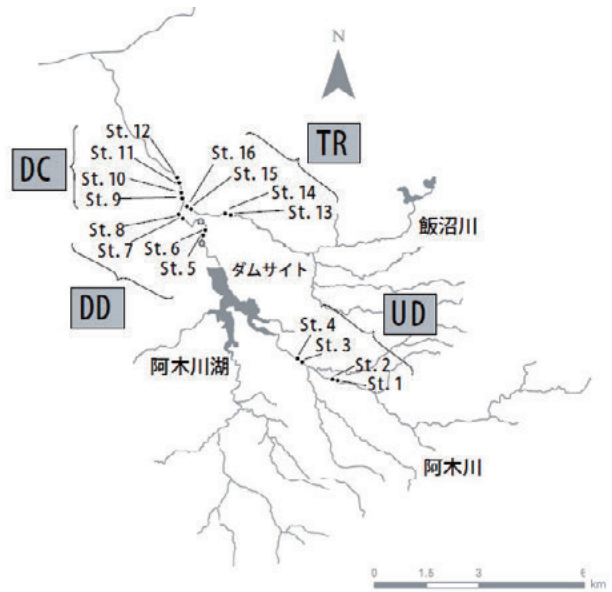 N
St. 12
St. 11
St. 10
St. 9
St. 8
St. 7
St. 6
St. 5
DC
DD
St. 16
St. 15
St. 14
St. 13
TR
飯沼川
ダムサイト
UD
St. 4
St. 3
St. 2
St. 1
阿木川湖
阿木川
0 1.5 3 6
km